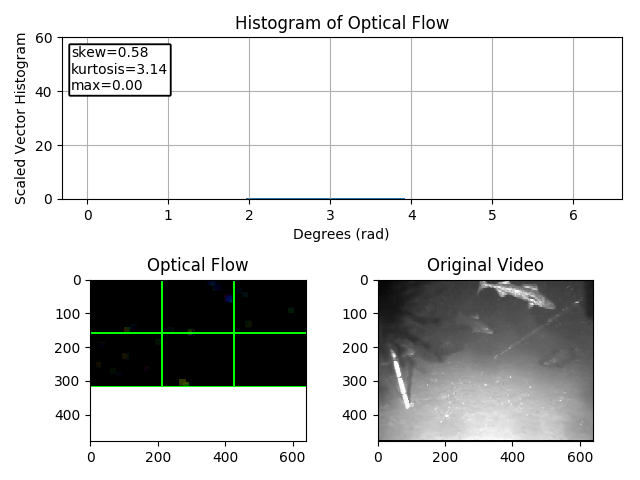 Histogram of Optical Flow
60
40
20
0
Scaled Vector Histogram
skew=0.58
kurtosis=3.14
max=0.00
0 1 2 3 4 5 6
Degrees (rad)
Optical Flow
0
100
200
300
400
0 200 400 600
Original Video
0
100
200
300
400
0 200 400 600